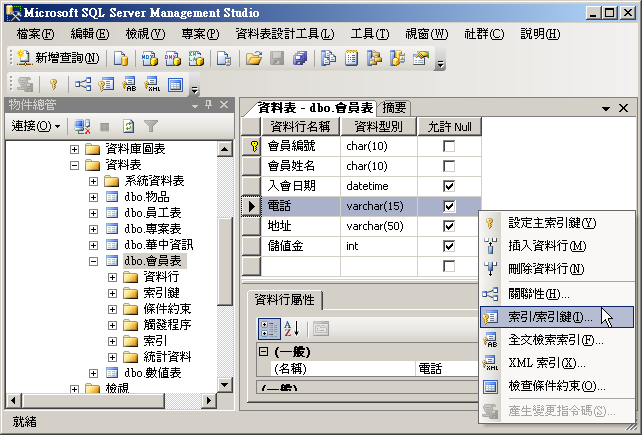 Microsoft SQL Server Management Studio
檔案(F) 編輯(E) 檢視(V) 專案(P) 資料表設計工具(L) 工具(T) 視窗(W) 社群(C) 說明(H)
新增查詢(N)
物件總管
連接(O)
資料庫圖表
資料表
系統資料表
dbo.物品
dbo.員工表
dbo.專案表
dbo.華中資訊
dbo.會員表
資料行
索引鍵
條件約束
觸發程序
索引
統計資料
dbo.數值表
檢視
資料表 - dbo.會員表 摘要
資料行名稱 資料型別 允許 Null
會員編號 char(10)
會員姓名 char(10)
入會日期 datetime
電話 varchar(15)
地址 varchar(50)
儲值金 int
資料行屬性
(一般)
(名稱) 電話
(一般)
設定主索引鍵(Y)
插入資料行(M)
刪除資料行(N)
關聯性(H)...
索引/索引鍵(I)...
全文檢索索引(F)...
XML 索引(X)...
檢查條件約束(O)...
產生變更指令碼(S)...
就緒